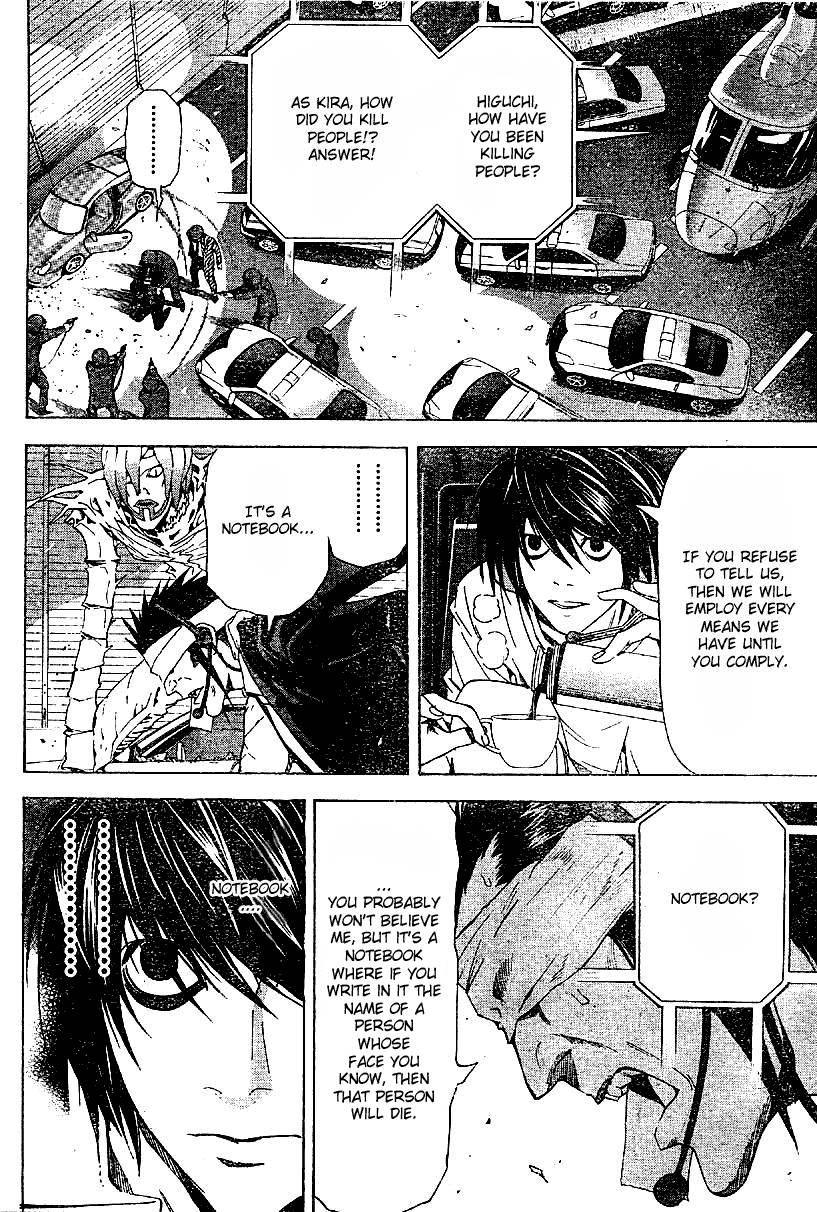 HIGUCHI,
HOW HAVE
YOU BEEN
KILLING
PEOPLE?
AS KIRA, HOW
DID YOU KILL
PEOPLE!?
ANSWER!
........
IF YOU REFUSE
TO TELL US,
THEN WE WILL
EMPLOY EVERY
MEANS WE
HAVE UNTIL
YOU COMPLY.
........
IT'S A
NOTEBOOK...
NOTEBOOK?
...
YOU PROBABLY
WON'T BELIEVE
ME, BUT IT'S A
NOTEBOOK
WHERE IF YOU
WRITE IN IT THE
NAME OF A
PERSON
WHOSE
FACE YOU
KNOW, THEN
THAT PERSON
WILL DIE.
NOTEBOOK
....